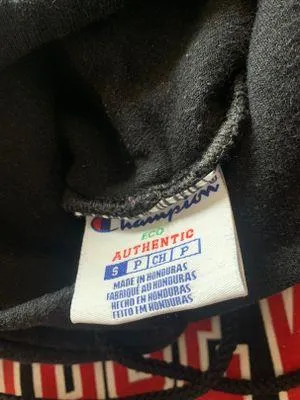 Champion
ECO
AUTHENTIC
S P CH P
MADE IN HONDURAS
FABRIQUÉ AU HONDURAS
HECHO EN HONDURAS
FEITO EM HONDURAS